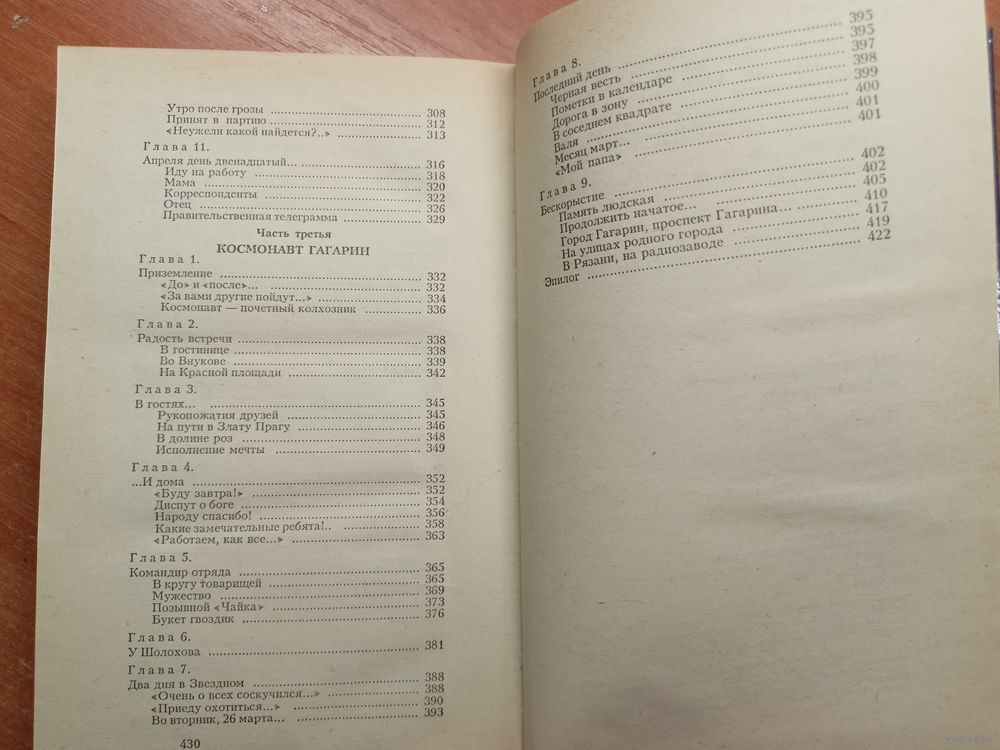 Утро после грозы ........ 308
Принят в партию ........ 312
«Неужели какой найдется?..» ........ 313
Глава 11.
Апреля день двенадцатый... ........ 316
Иду на работу ........ 318
Мама ........ 320
Корреспонденты ........ 322
Отец ........ 326
Правительственная телеграмма ........ 329
Часть третья
КОСМОНАВТ ГАГАРИН
Глава 1.
Приземление ........ 332
«До» и «после»... ........ 332
«За вами другие пойдут...» ........ 334
Космонавт — почетный колхозник ........ 336
Глава 2.
Радость встречи ........ 338
В гостинице ........ 338
Во Внукове ........ 339
На Красной площади ........ 342
Глава 3.
В гостях... ........ 345
Рукопожатия друзей ........ 345
На пути в Злату Прагу ........ 346
В долине роз ........ 348
Исполнение мечты ........ 349
Глава 4.
...И дома ........ 352
«Буду завтра!» ........ 352
Диспут о боге ........ 354
Народу спасибо! ........ 356
Какие замечательные ребята!.. ........ 358
«Работаем, как все...» ........ 363
Глава 5.
Командир отряда ........ 365
В кругу товарищей ........ 365
Мужество ........ 369
Позывной «Чайка» ........ 373
Букет гвоздик ........ 376
Глава 6.
У Шолохова ........ 381
Глава 7.
Два дня в Звездном ........ 388
«Очень о всех соскучился...» ........ 388
«Приеду охотиться...» ........ 390
Во вторник, 26 марта... ........ 393
430
Глава 8.
Последний день ........ 395
Черная весть ........ 395
Пометки в календаре ........ 397
Дорога в зону ........ 398
В соседнем квадрате ........ 399
Валя ........ 400
Месяц март... ........ 401
«Мой папа» ........ 401
Глава 9.
Бескорыстие ........ 402
Память людская ........ 402
Продолжить начатое... ........ 405
Город Гагарин, проспект Гагарина... ........ 410
На улицах родного города ........ 417
В Рязани, на радиозаводе ........ 419
Эпилог ........ 422